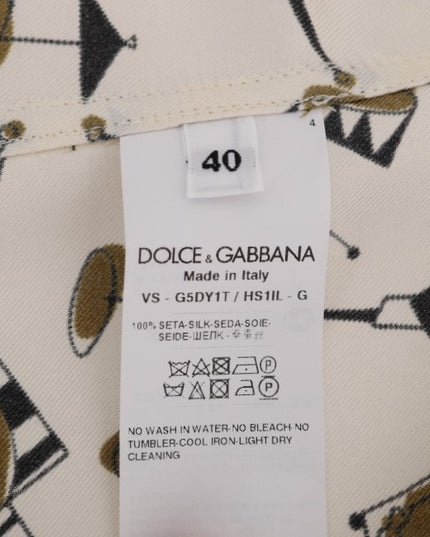 40
4
DOLCE & GABBANA
Made in Italy
VS - G5DY1T / HS1IL - G
100% SETA-SILK-SEDA-SOIE-
SEIDE-ШЕЛК -
NO WASH IN WATER-NO BLEACH-NO
TUMBLER-COOL IRON-LIGHT DRY
CLEANING